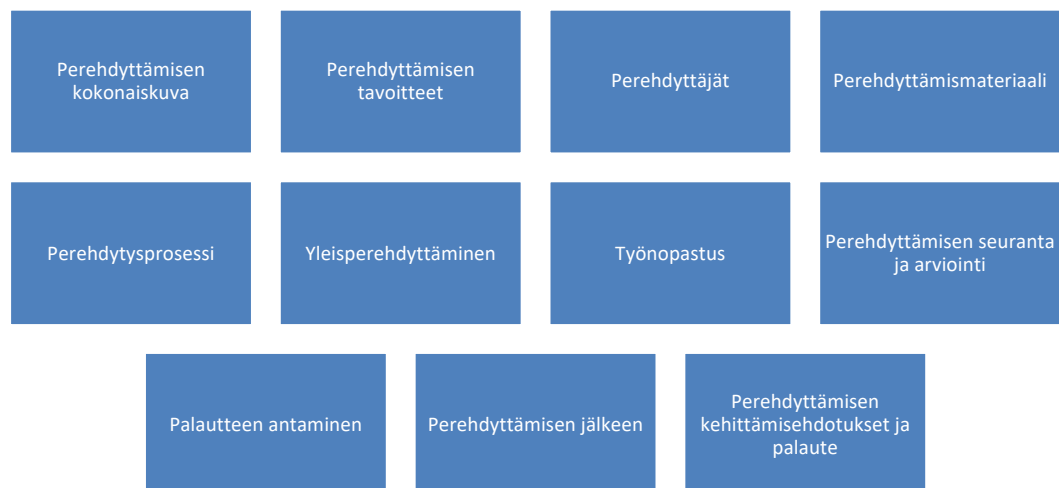 Perehdyttämisen
kokonaiskuva
Perehdyttämisen
tavoitteet
Perehdyttäjät
Perehdyttämismateriaali
Perehdytysprosessi
Yleisperehdyttäminen
Työnopastus
Perehdyttämisen seuranta
ja arviointi
Palautteen antaminen
Perehdyttämisen jälkeen
Perehdyttämisen
kehittämisehdotukset ja
palaute